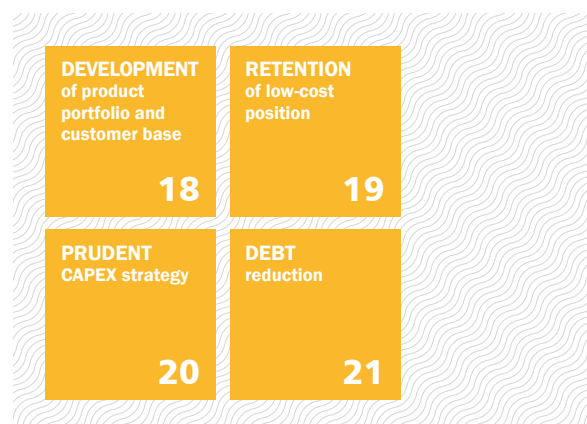 DEVELOPMENT
of product
portfolio and
customer base
18
RETENTION
of low-cost
position
19
PRUDENT
CAPEX strategy
20
DEBT
reduction
21